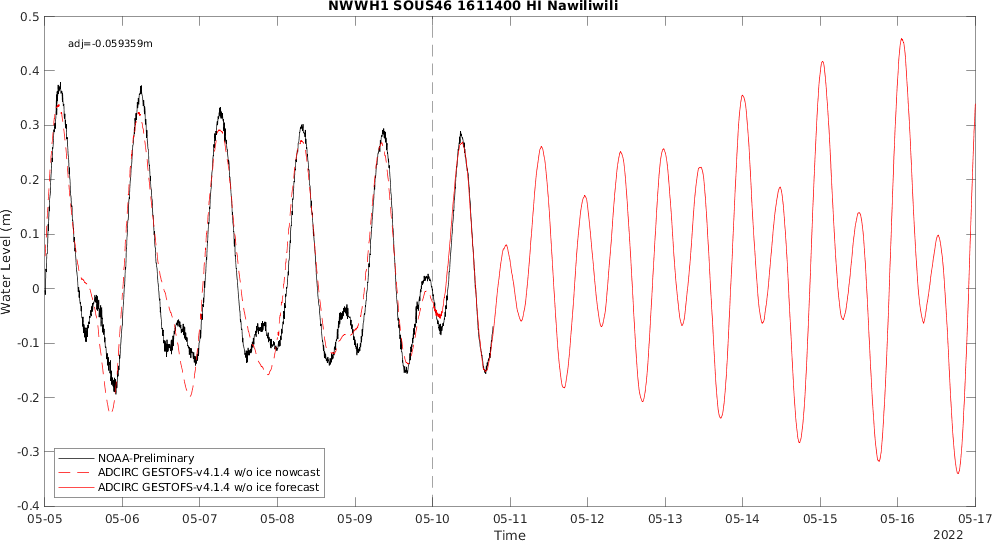 NWWH1 SOUS46 1611400 HI Nawiliwili
adj=-0.059359m
Water Level (m)
0.5
0.4
0.3
0.2
0.1
0
-0.1
-0.2
-0.3
-0.4
NOAA-Preliminary
ADCIRC GESTOFS-v4.1.4 w/o ice nowcast
ADCIRC GESTOFS-v4.1.4 w/o ice forecast
05-05 05-06 05-07 05-08 05-09 05-10 05-11 05-12 05-13 05-14 05-15 05-16 05-17
Time
2022